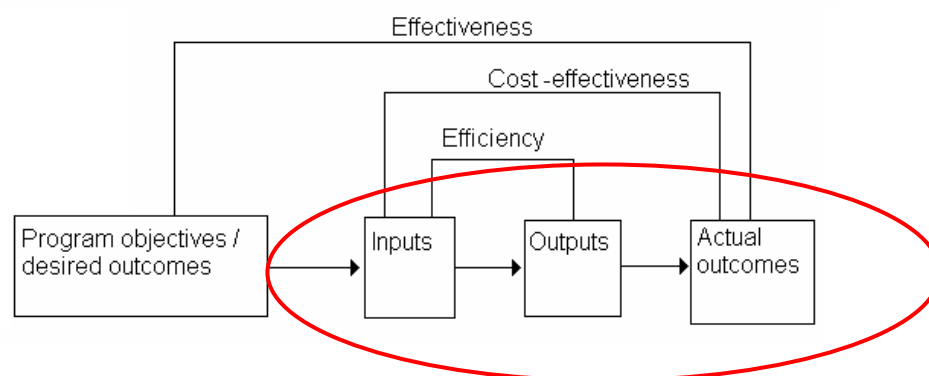 Effectiveness
Cost -effectiveness
Efficiency
Program objectives /
desired outcomes
Inputs
Outputs
Actual
outcomes